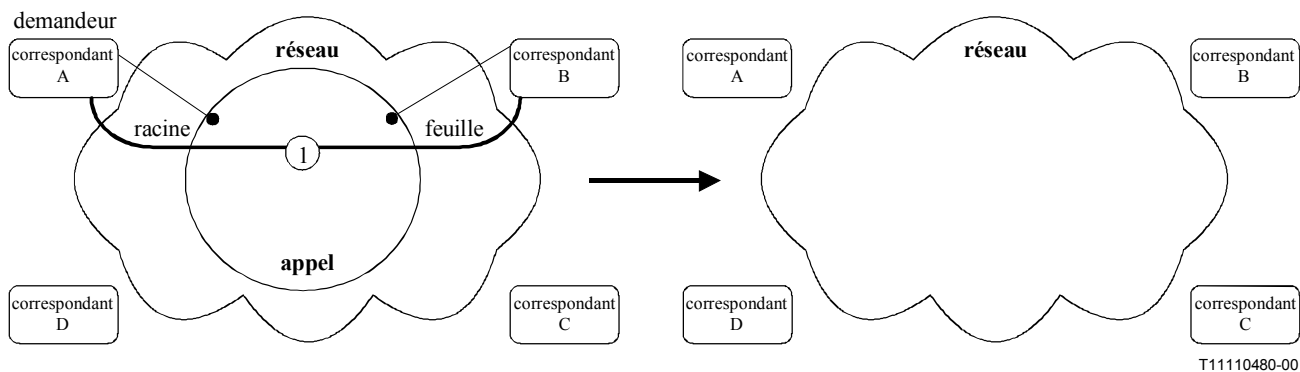 demandeur
correspondant
A
réseau
correspondant
B
racine
feuille
1
appel
correspondant
D
correspondant
C
correspondant
A
réseau
correspondant
B
correspondant
D
correspondant
C
T11110480-00